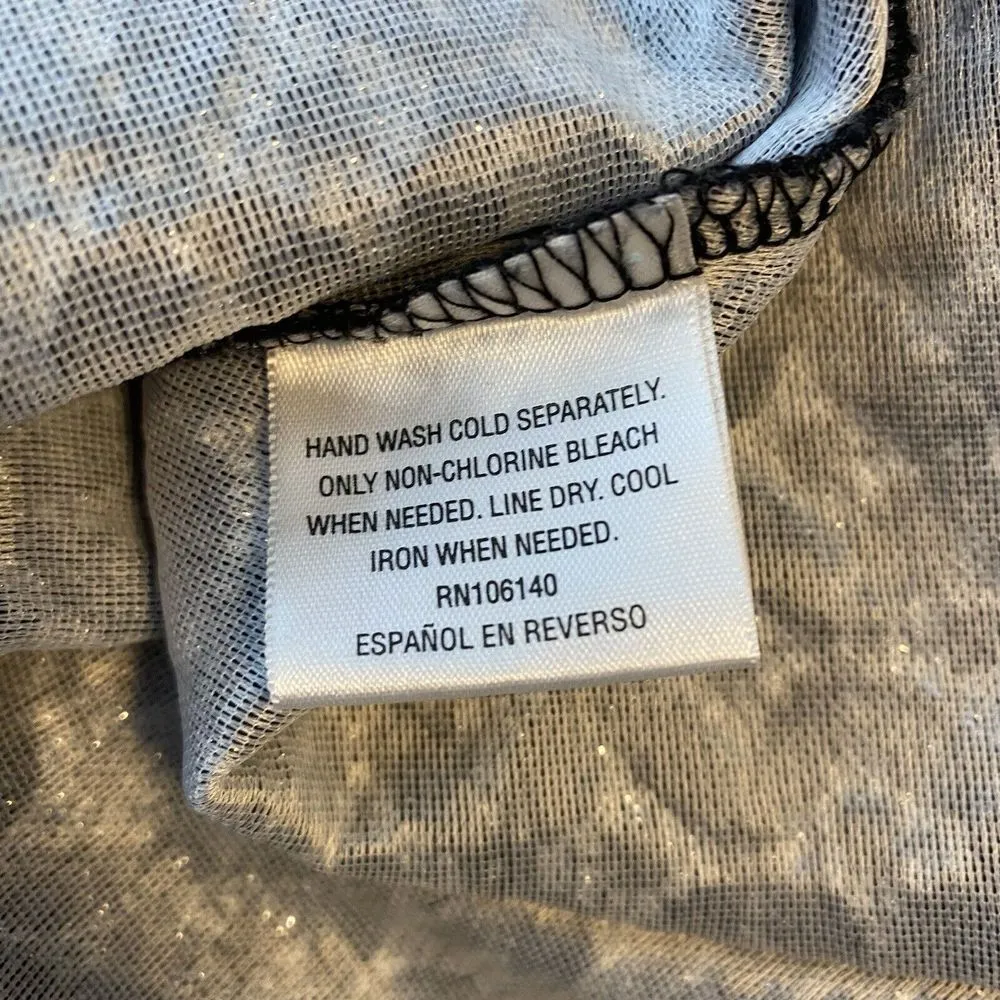 HAND WASH COLD SEPARATELY.
ONLY NON-CHLORINE BLEACH
WHEN NEEDED. LINE DRY. COOL
IRON WHEN NEEDED.
RN106140
ESPAÑOL EN REVERSO